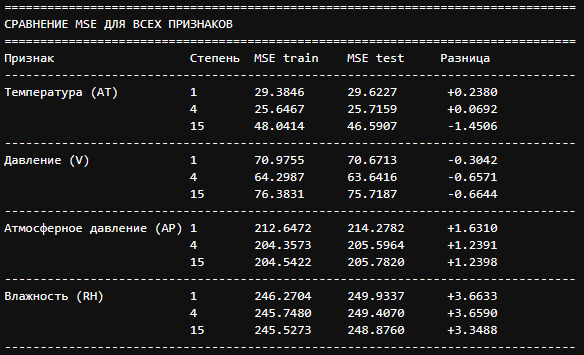 ==========================================================================
СРАВНЕНИЕ MSE ДЛЯ ВСЕХ ПРИЗНАКОВ
==========================================================================
Признак Степень MSE train MSE test Разница
--------------------------------------------------------------------------
Температура (AT) 1 29.3846 29.6227 +0.2380
4 25.6467 25.7159 +0.0692
15 48.0414 46.5907 -1.4506
--------------------------------------------------------------------------
Давление (V) 1 70.9755 70.6713 -0.3042
4 64.2987 63.6416 -0.6571
15 76.3831 75.7187 -0.6644
--------------------------------------------------------------------------
Атмосферное давление (AP) 1 212.6472 214.2782 +1.6310
4 204.3573 205.5964 +1.2391
15 204.5422 205.7820 +1.2398
--------------------------------------------------------------------------
Влажность (RH) 1 246.2704 249.9337 +3.6633
4 245.7480 249.4070 +3.6590
15 245.5273 248.8760 +3.3488
--------------------------------------------------------------------------